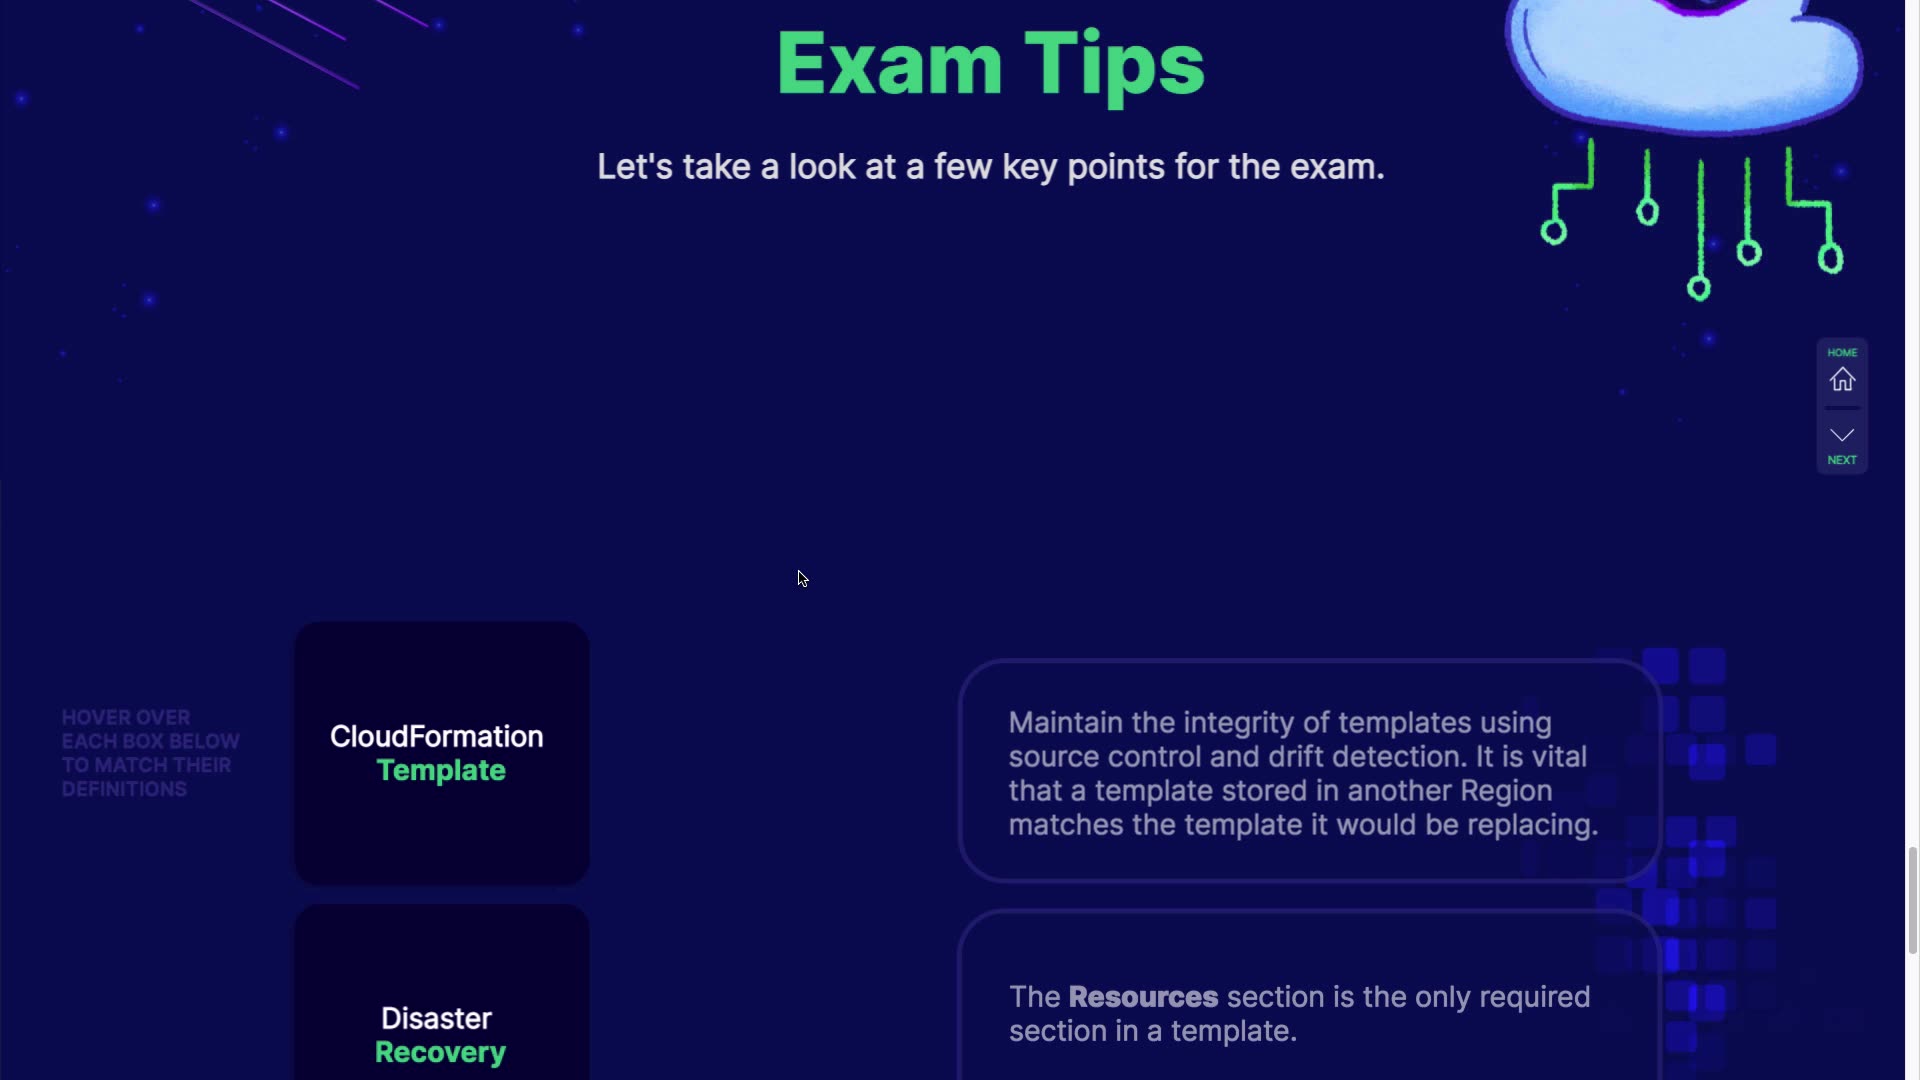 Exam Tips
Let's take a look at a few key points for the exam.
HOME
NEXT
HOVER OVER
EACH BOX BELOW
TO MATCH THEIR
DEFINITIONS
CloudFormation
Template
Maintain the integrity of templates using
source control and drift detection. It is vital
that a template stored in another Region
matches the template it would be replacing.
Disaster
Recovery
The Resources section is the only required
section in a template.